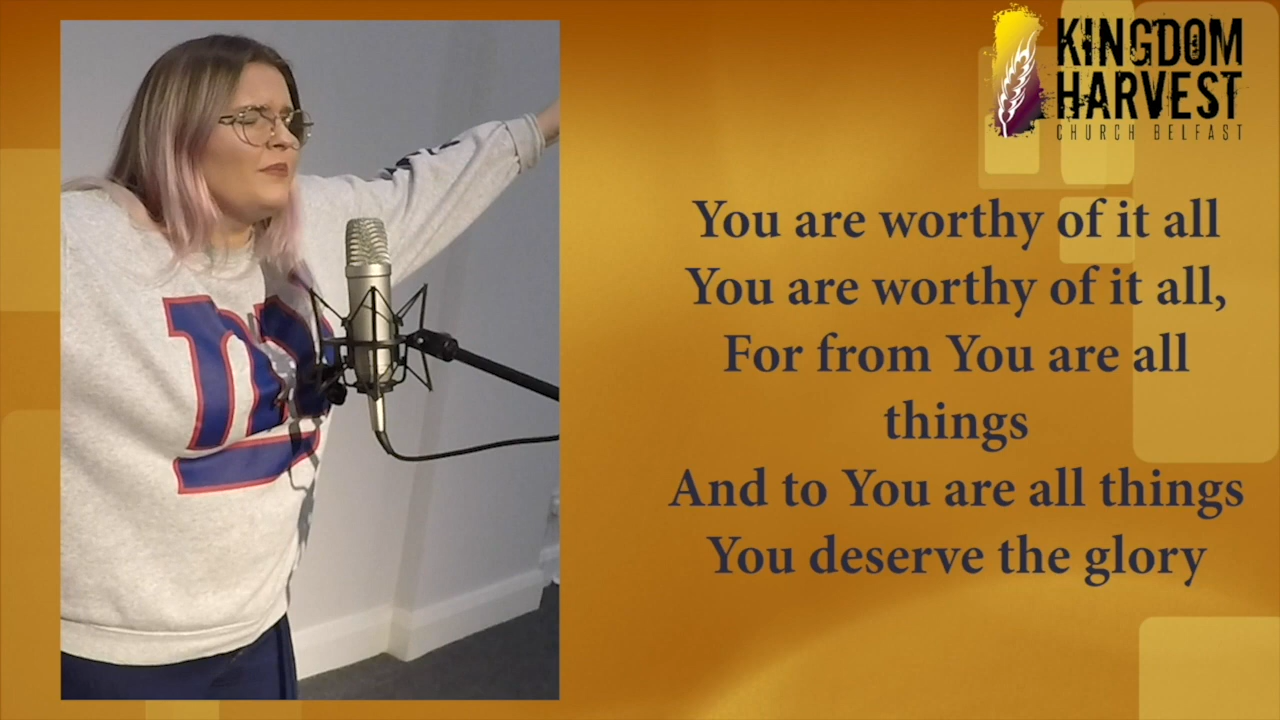 KINGDOM
HARVEST
CHURCH BELFAST
You are worthy of it all
You are worthy of it all,
For from You are all
things
And to You are all things
You deserve the glory